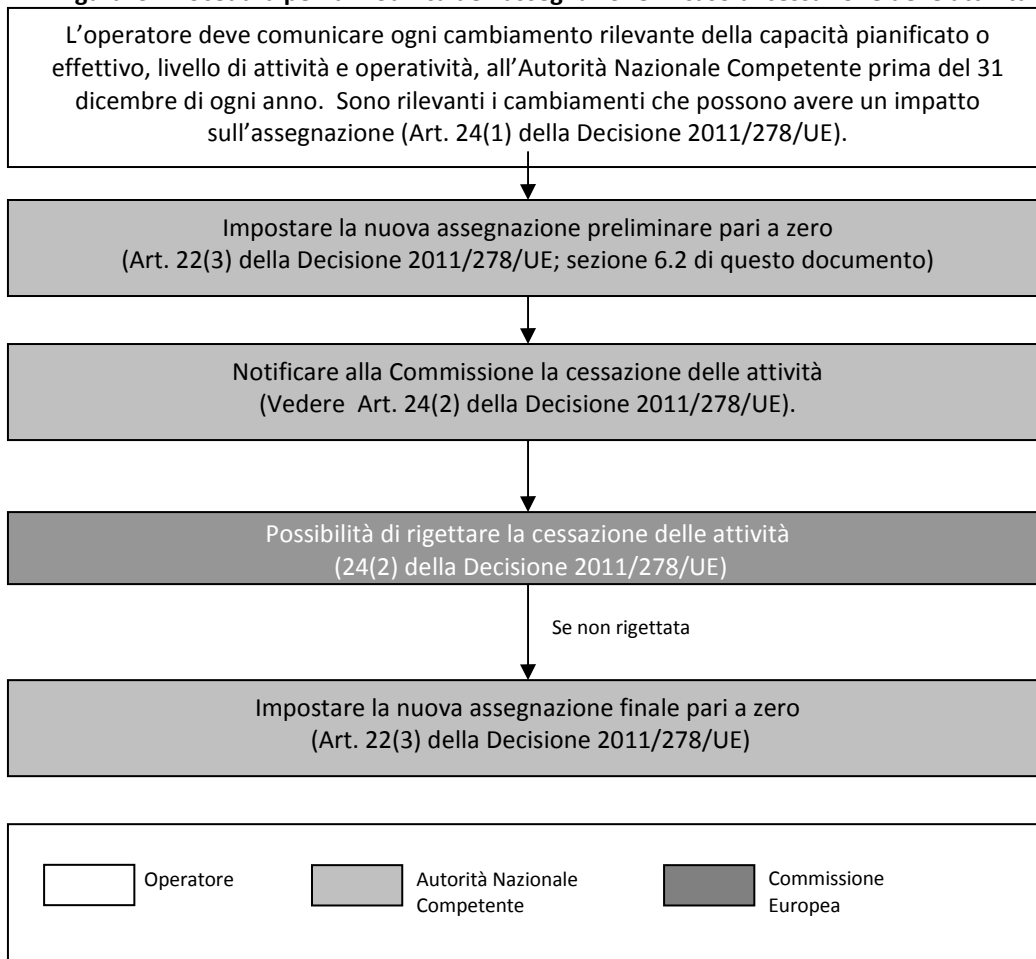 L'operatore deve comunicare ogni cambiamento rilevante della capacità pianificato o
effettivo, livello di attività e operatività, all'Autorità Nazionale Competente prima del 31
dicembre di ogni anno.  Sono rilevanti i cambiamenti che possono avere un impatto
sull'assegnazione (Art. 24(1) della Decisione 2011/278/UE).
Impostare la nuova assegnazione preliminare pari a zero
(Art. 22(3) della Decisione 2011/278/UE; sezione 6.2 di questo documento)
Notificare alla Commissione la cessazione delle attività
(Vedere  Art. 24(2) della Decisione 2011/278/UE).
Possibilità di rigettare la cessazione delle attività
(24(2) della Decisione 2011/278/UE)
Se non rigettata
Impostare la nuova assegnazione finale pari a zero
(Art. 22(3) della Decisione 2011/278/UE)
Operatore
Autorità Nazionale
Competente
Commissione
Europea